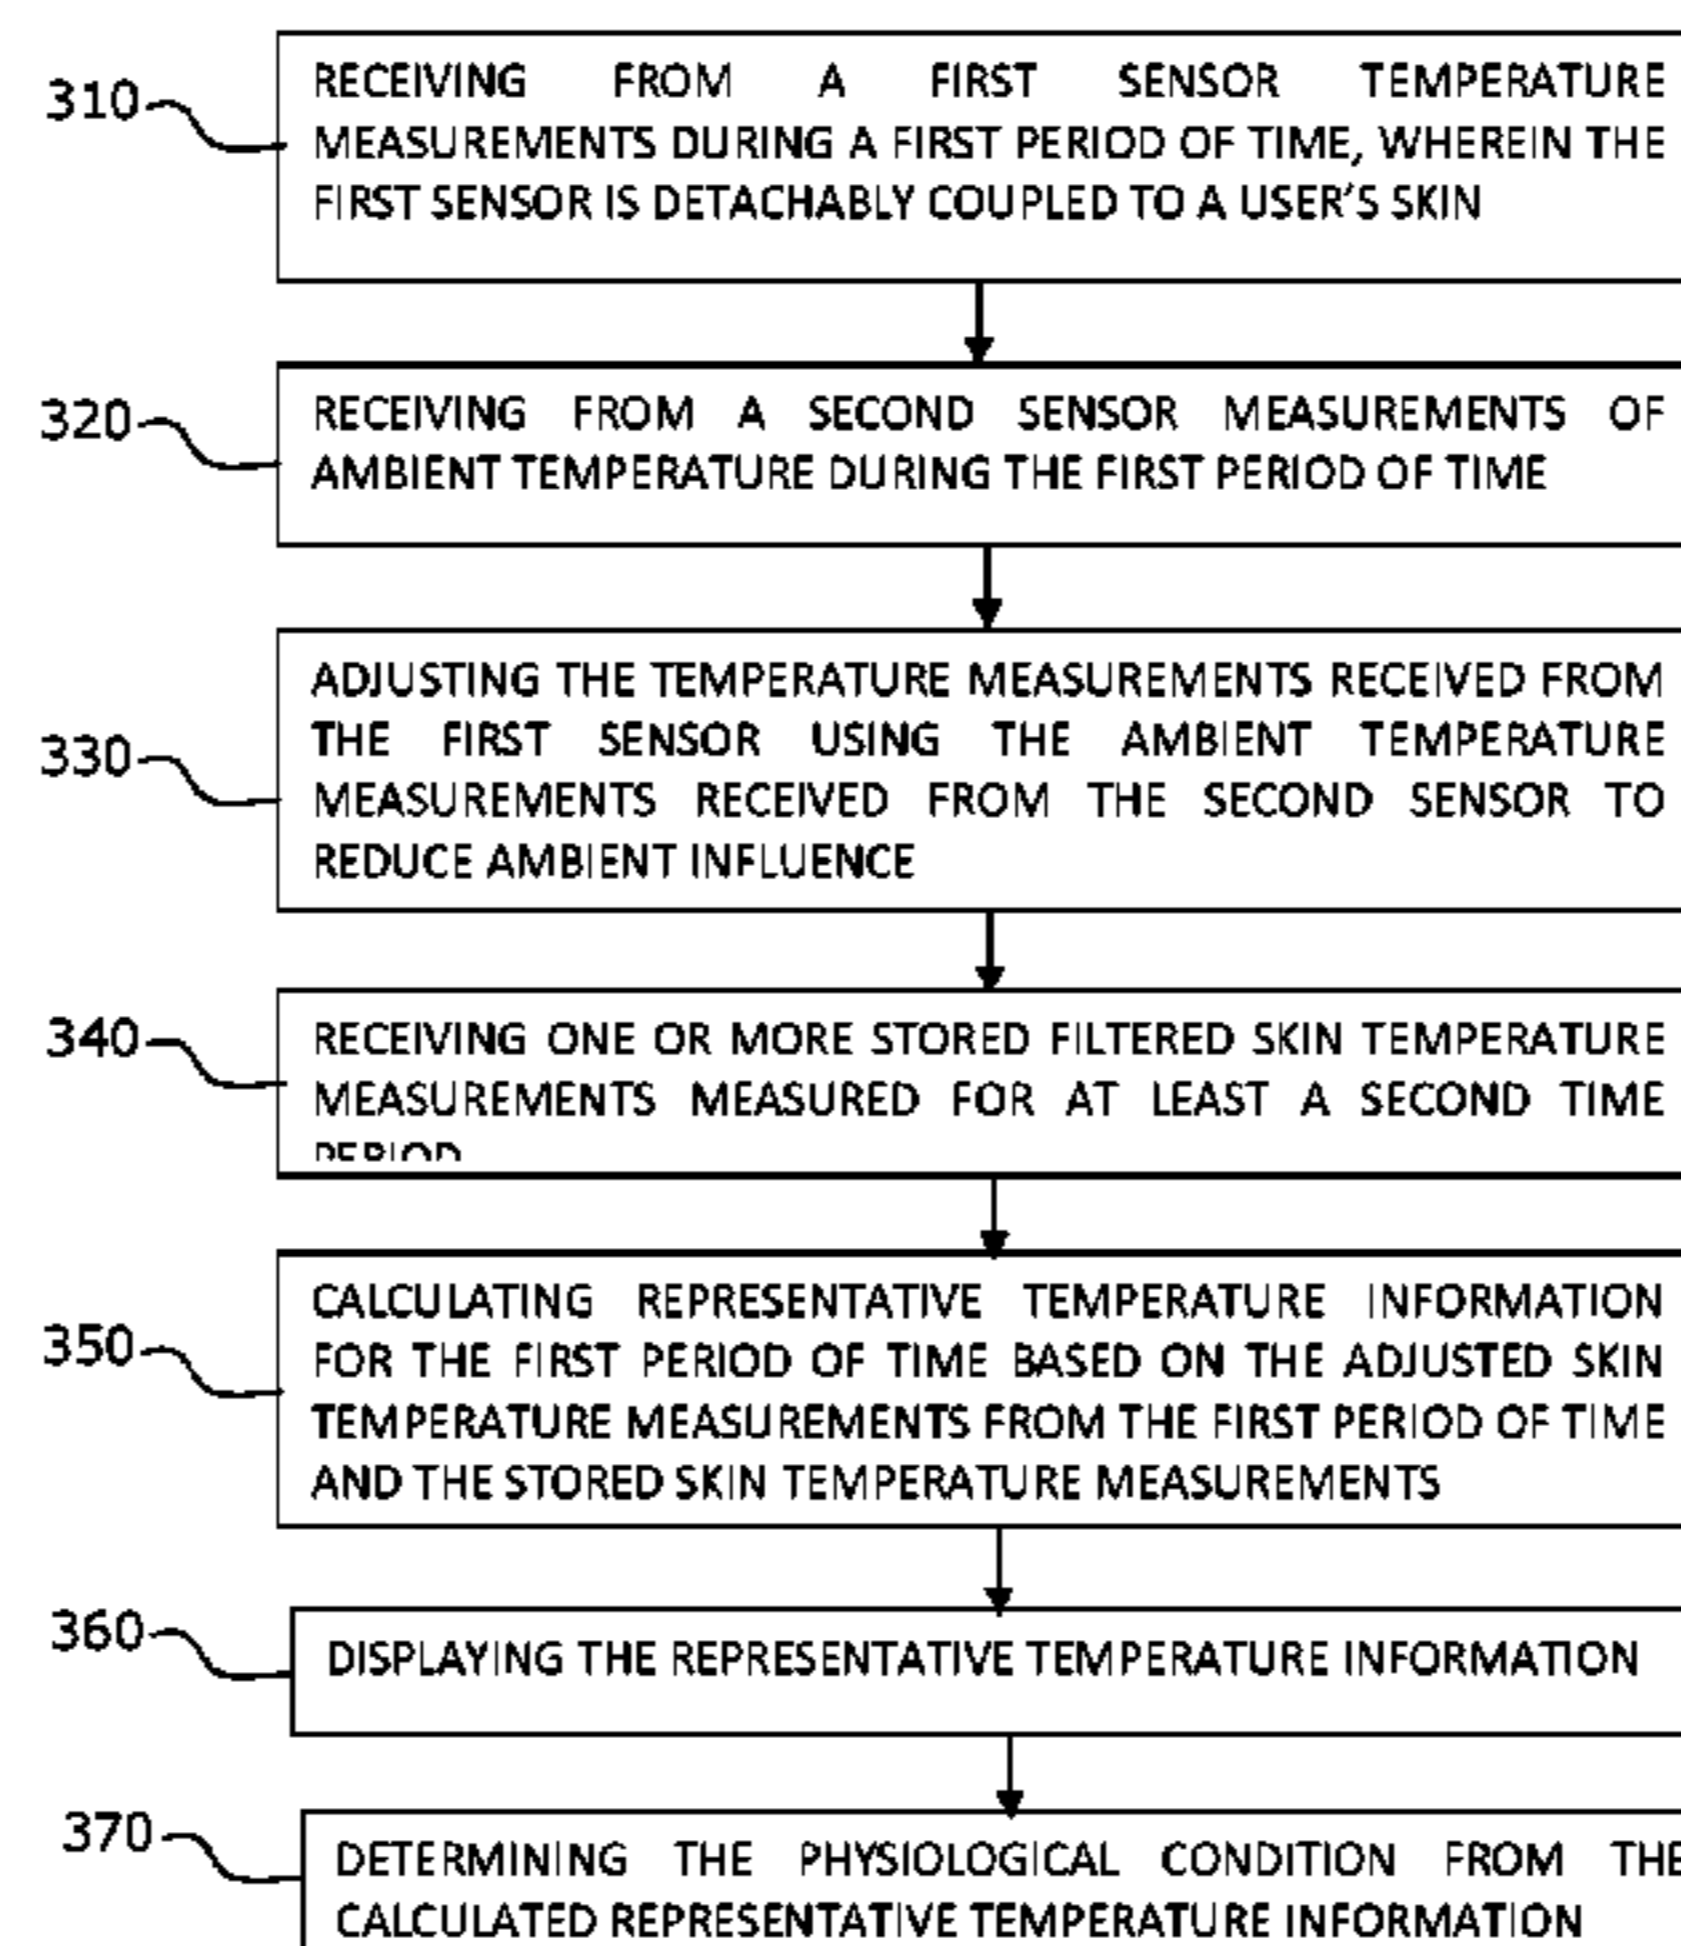 310
RECEIVING FROM A FIRST SENSOR TEMPERATURE
MEASUREMENTS DURING A FIRST PERIOD OF TIME, WHEREIN THE
FIRST SENSOR IS DETACHABLY COUPLED TO A USER'S SKIN
320
RECEIVING FROM A SECOND SENSOR MEASUREMENTS OF
AMBIENT TEMPERATURE DURING THE FIRST PERIOD OF TIME
330
ADJUSTING THE TEMPERATURE MEASUREMENTS RECEIVED FROM
THE FIRST SENSOR USING THE AMBIENT TEMPERATURE
MEASUREMENTS RECEIVED FROM THE SECOND SENSOR TO
REDUCE AMBIENT INFLUENCE
340
RECEIVING ONE OR MORE STORED FILTERED SKIN TEMPERATURE
MEASUREMENTS MEASURED FOR AT LEAST A SECOND TIME
PERIOD
350
CALCULATING REPRESENTATIVE TEMPERATURE INFORMATION
FOR THE FIRST PERIOD OF TIME BASED ON THE ADJUSTED SKIN
TEMPERATURE MEASUREMENTS FROM THE FIRST PERIOD OF TIME
AND THE STORED SKIN TEMPERATURE MEASUREMENTS
360
DISPLAYING THE REPRESENTATIVE TEMPERATURE INFORMATION
370
DETERMINING THE PHYSIOLOGICAL CONDITION FROM THE
CALCULATED REPRESENTATIVE TEMPERATURE INFORMATION